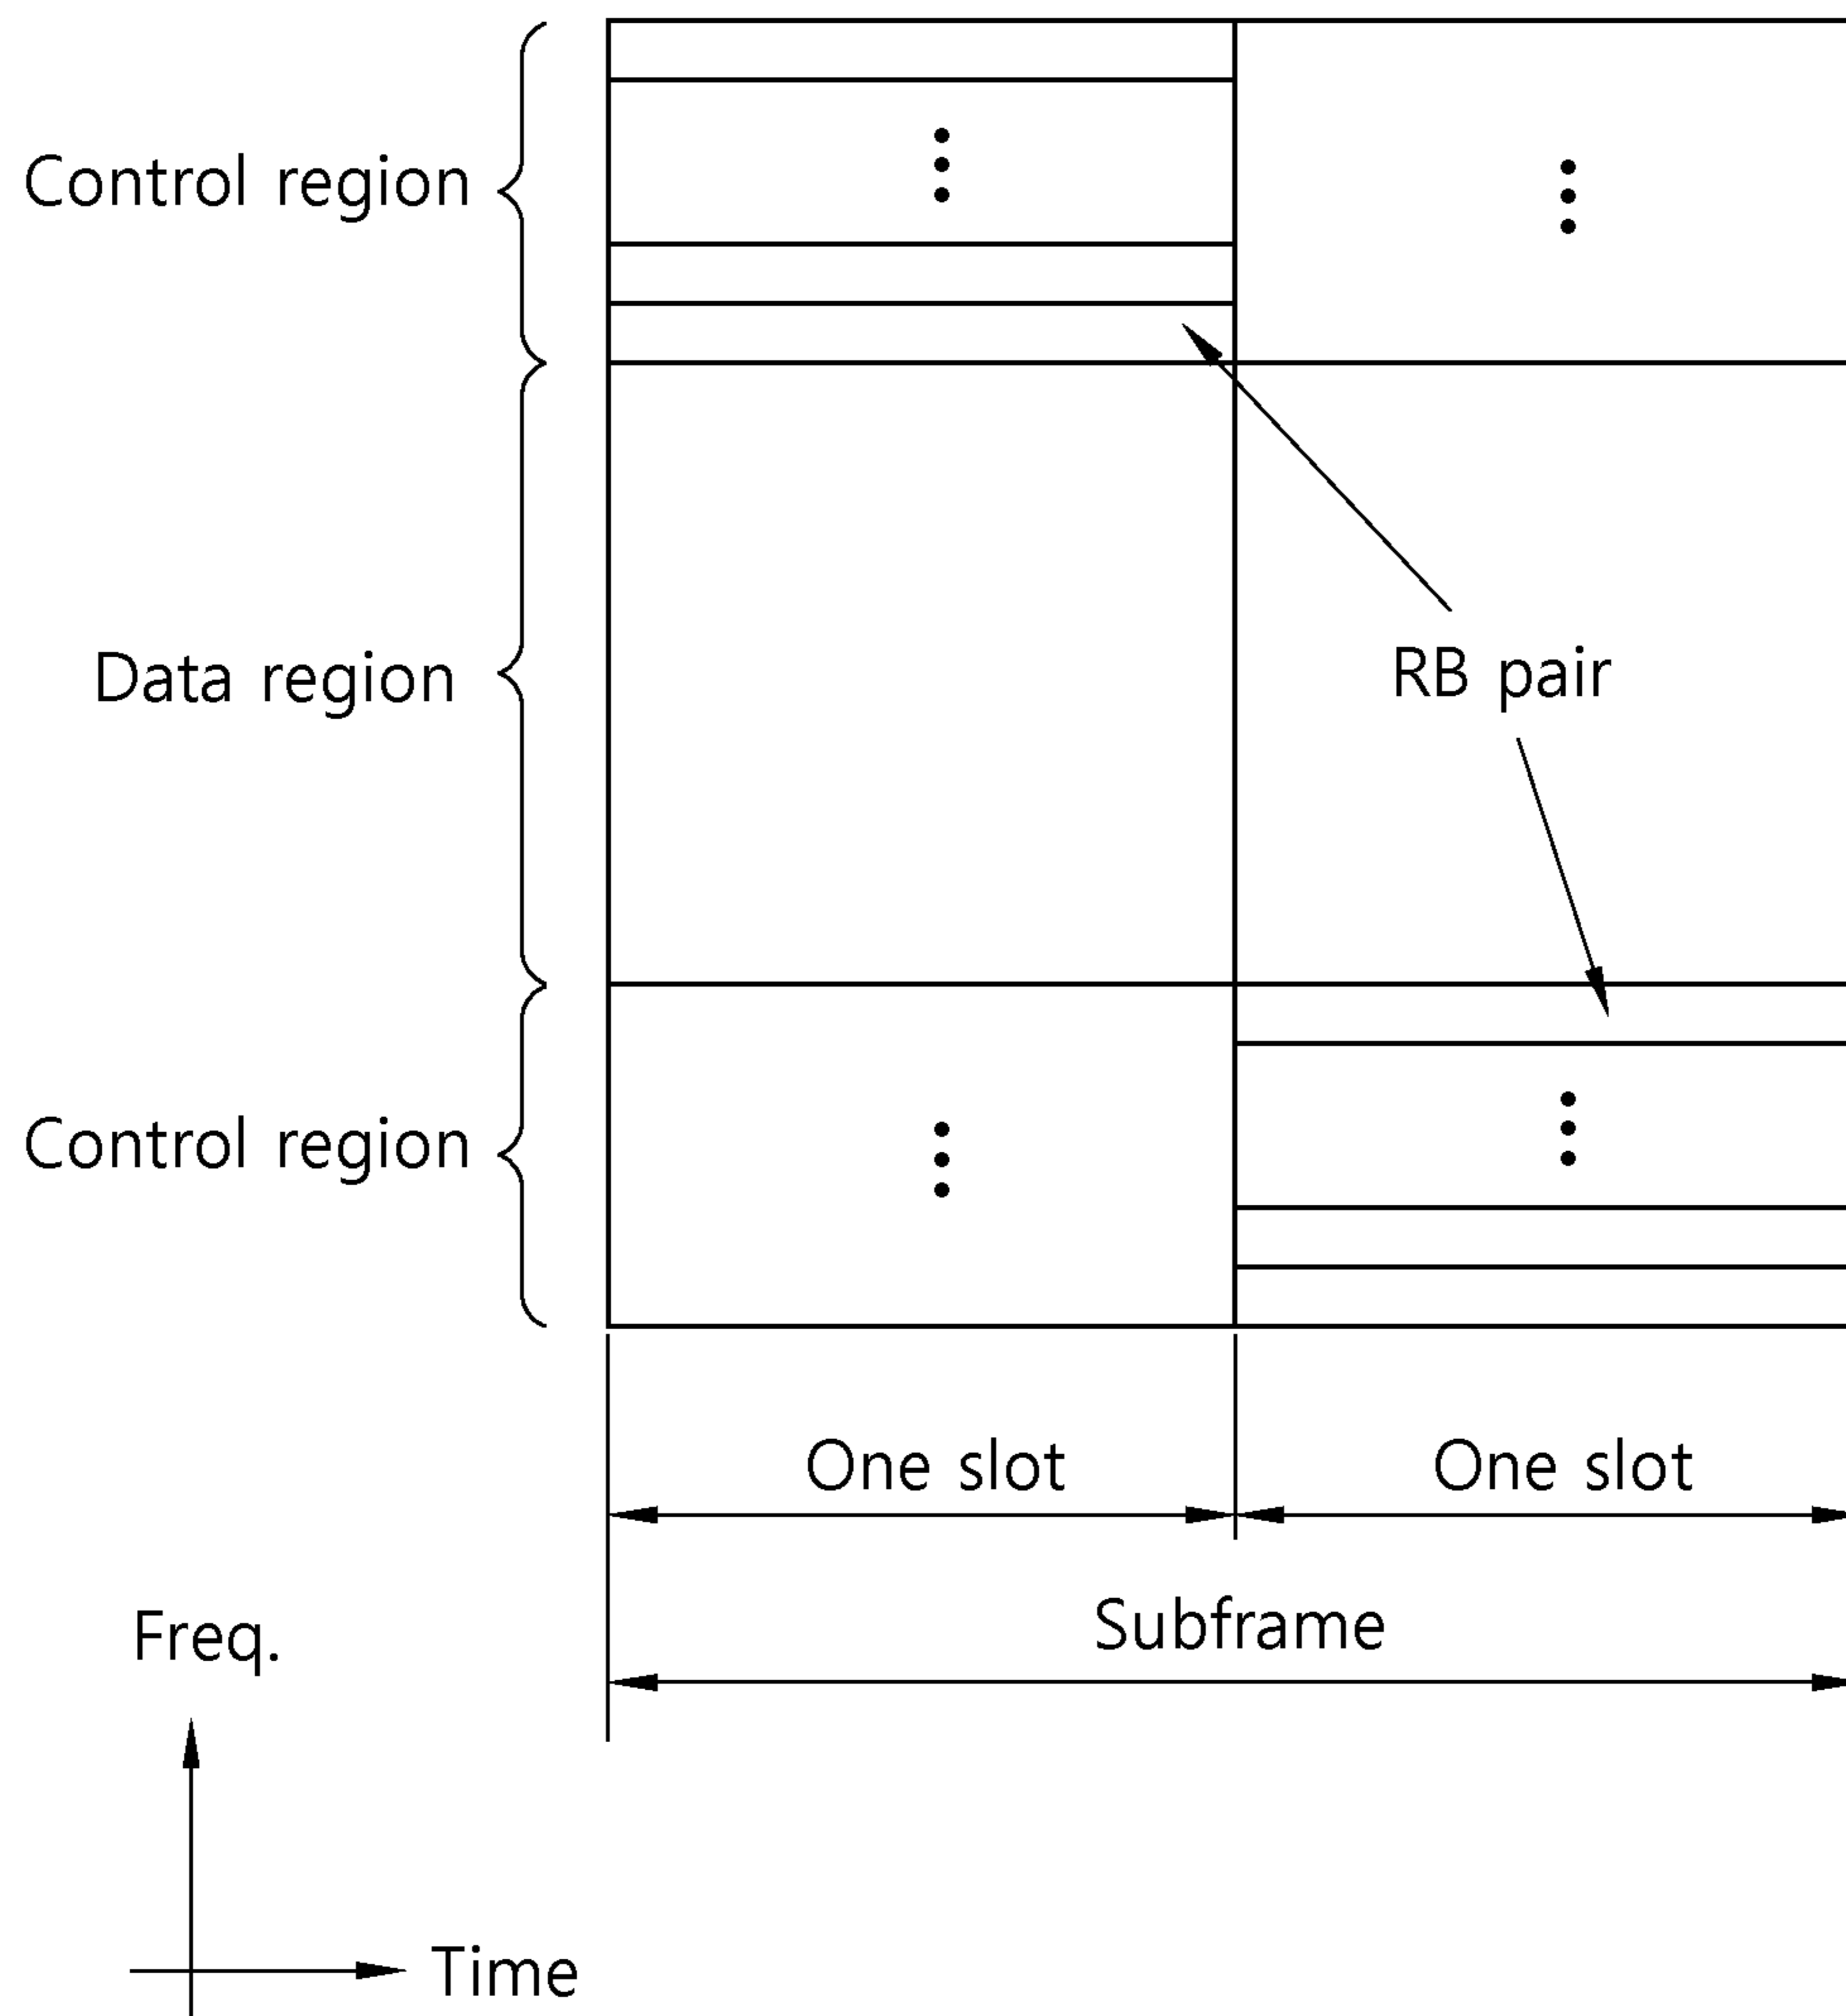 Control region
Data region
RB pair
Control region
One slot
One slot
Subframe
Freq.
Time